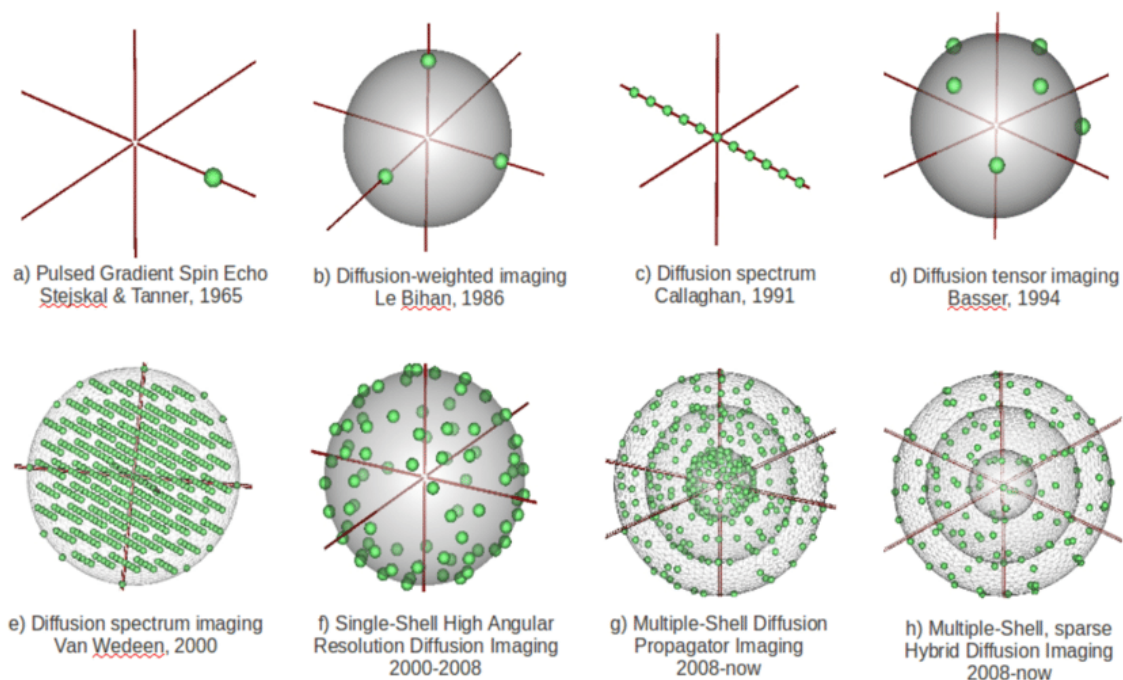 a) Pulsed Gradient Spin Echo
Stejskal & Tanner, 1965
b) Diffusion-weighted imaging
Le Bihan, 1986
c) Diffusion spectrum
Callaghan, 1991
d) Diffusion tensor imaging
Basser, 1994
e) Diffusion spectrum imaging
Van Wedeen, 2000
f) Single-Shell High Angular
Resolution Diffusion Imaging
2000-2008
g) Multiple-Shell Diffusion
Propagator Imaging
2008-now
h) Multiple-Shell, sparse
Hybrid Diffusion Imaging
2008-now